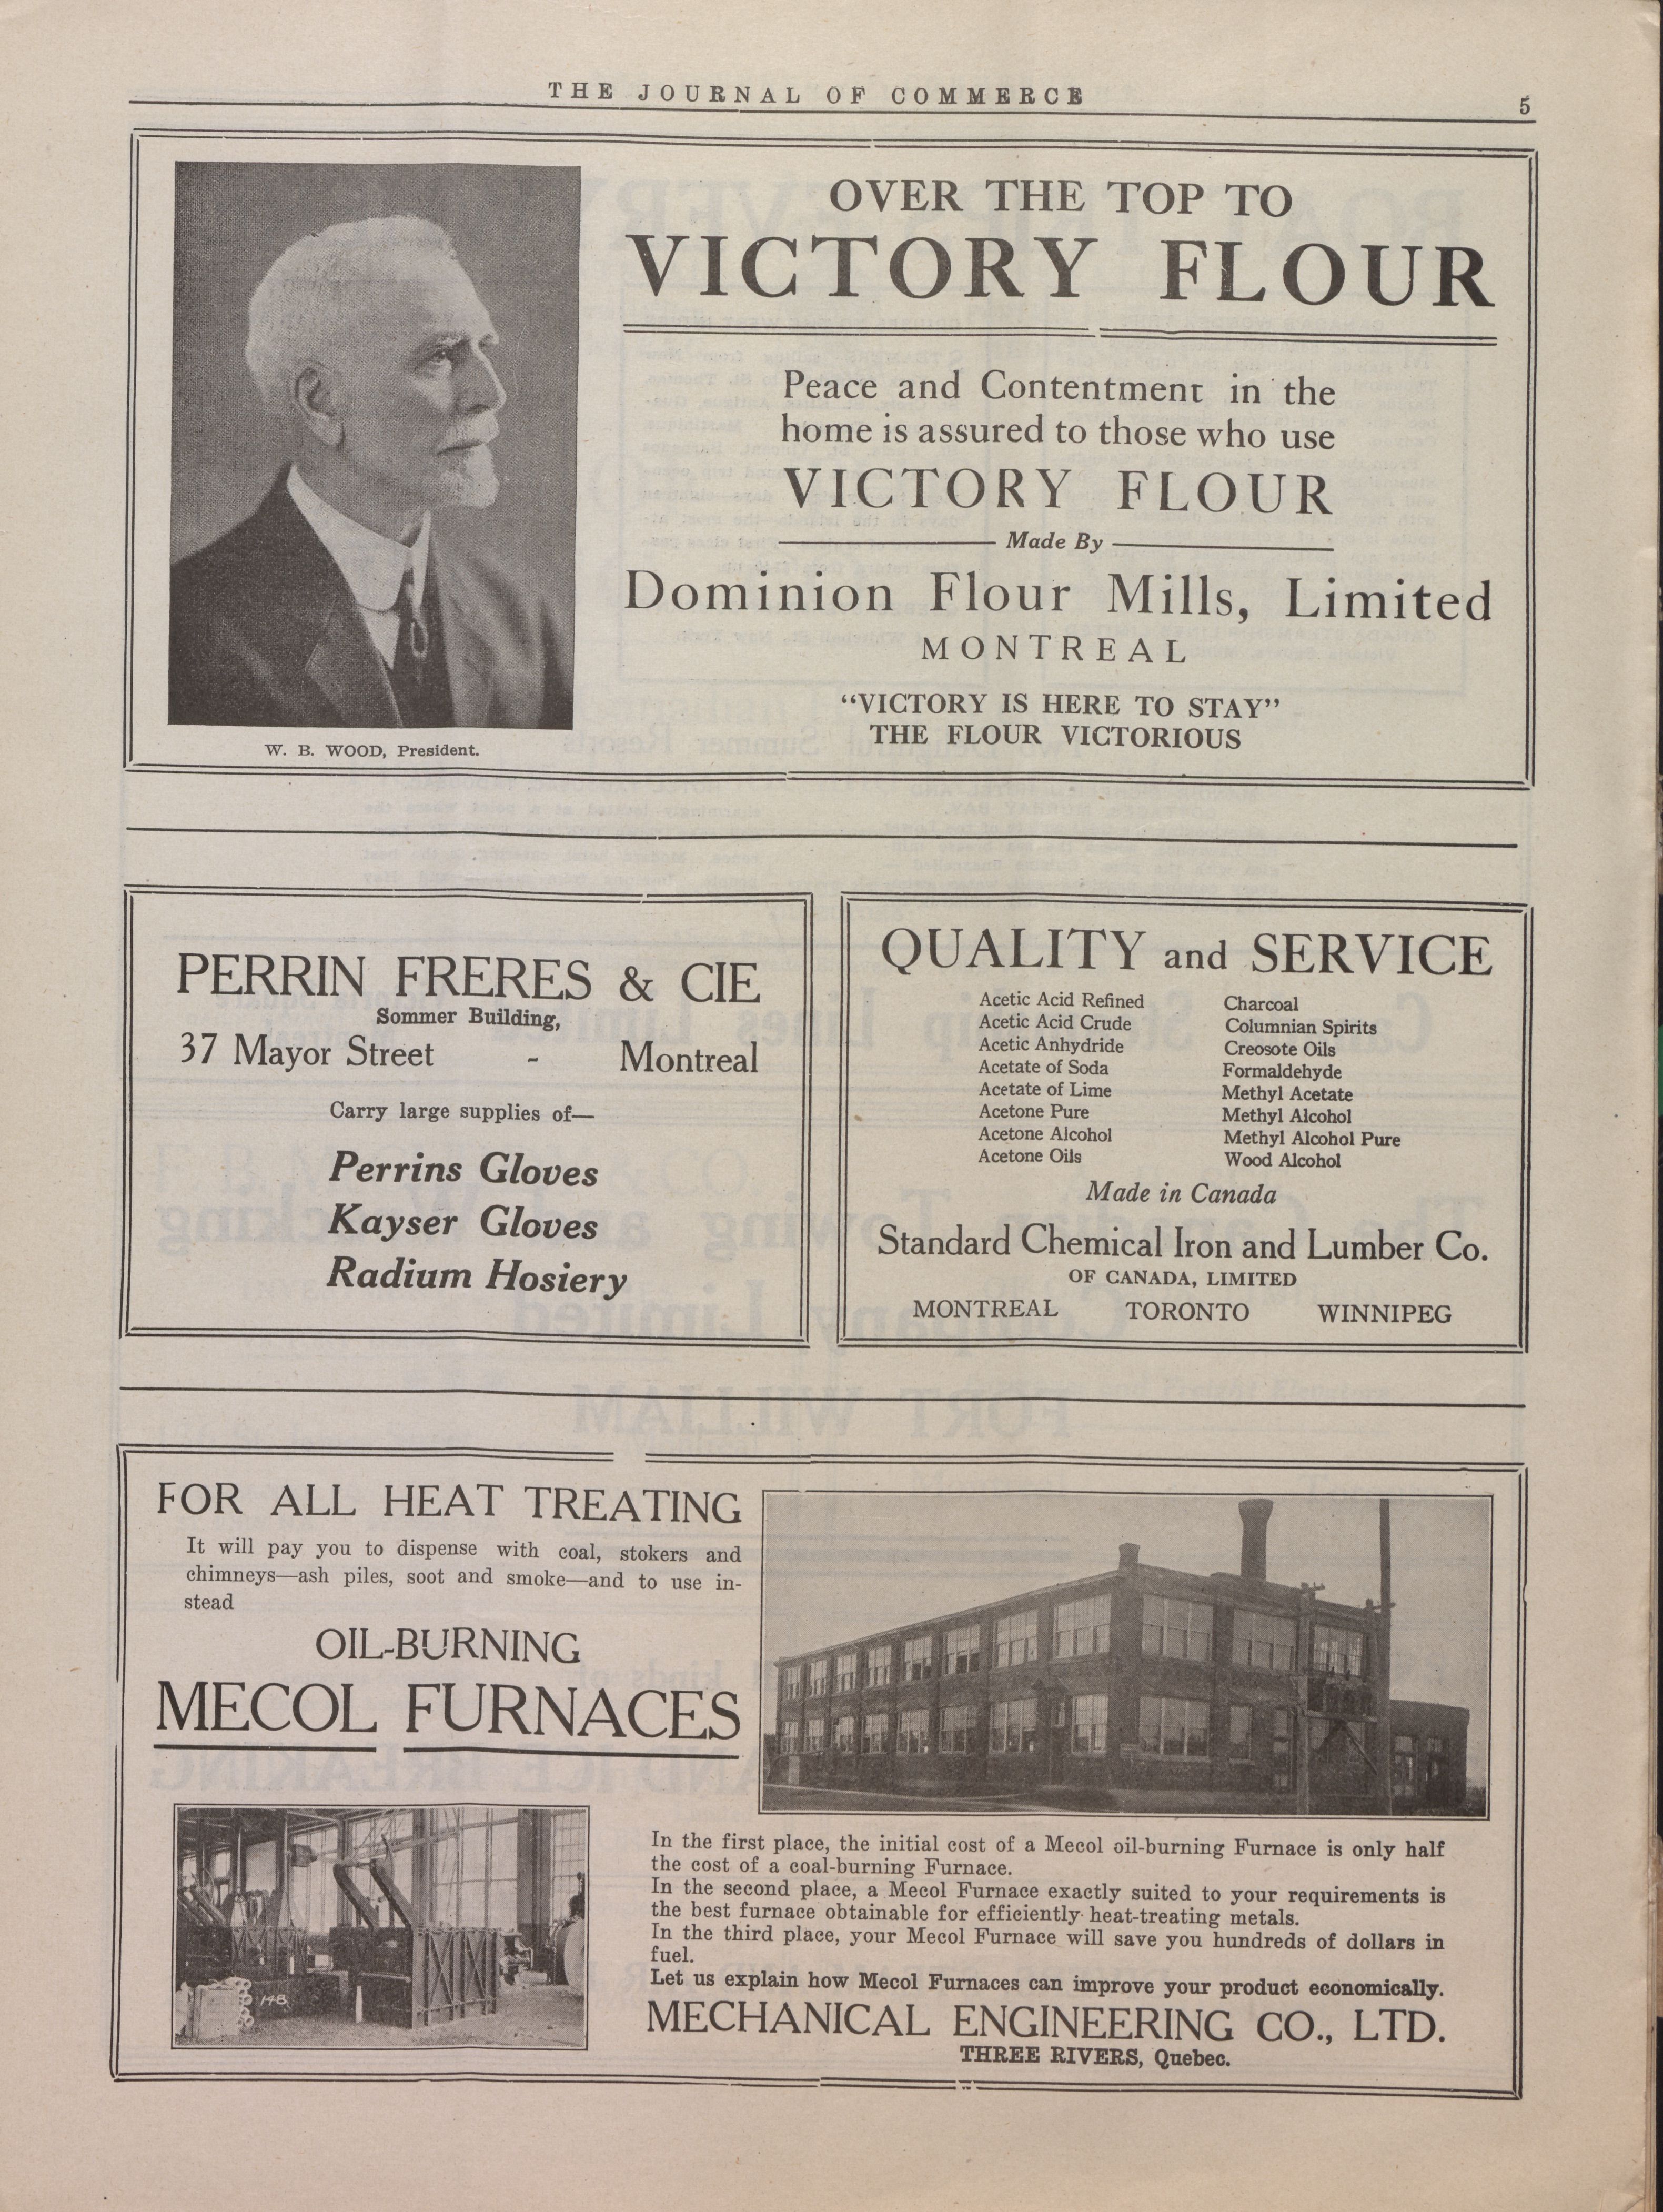 THE JOURNAL OF COMMERCE
5
OVER THE TOP TO
VICTORY FLOUR
Peace and Contentment in the
home is assured to those who use
VICTORY FLOUR
Made By
Dominion Flour Mills, Limited
MONTREAL
“VICTORY IS HERE TO STAY”
THE FLOUR VICTORIOUS
W. B. WOOD, President.
PERRIN FRERES & CIE
Sommer Building,
37 Mayor Street - Montreal
Carry large supplies of—
Perrins Gloves
Kayser Gloves
Radium Hosiery
QUALITY and SERVICE
Acetic Acid Refined
Acetic Acid Crude
Acetic Anhydride
Acetate of Soda
Acetate of Lime
Acetone Pure
Acetone Alcohol
Acetone Oils
Charcoal
Columnian Spirits
Creosote Oils
Formaldehyde
Methyl Acetate
Methyl Alcohol
Methyl Alcohol Pure
Wood Alcohol
Made in Canada
Standard Chemical Iron and Lumber Co.
OF CANADA, LIMITED
MONTREAL TORONTO WINNIPEG
FOR ALL HEAT TREATING
It will pay you to dispense with coal, stokers and
chimneys—ash piles, soot and smoke—and to use in-
stead
OIL-BURNING
MECOL FURNACES
148
In the first place, the initial cost of a Mecol oil-burning Furnace is only half
the cost of a coal-burning Furnace.
In the second place, a Mecol Furnace exactly suited to your requirements is
the best furnace obtainable for efficiently heat-treating metals.
In the third place, your Mecol Furnace will save you hundreds of dollars in
fuel.
Let us explain how Mecol Furnaces can improve your product economically.
MECHANICAL ENGINEERING CO., LTD.
THREE RIVERS, Quebec.